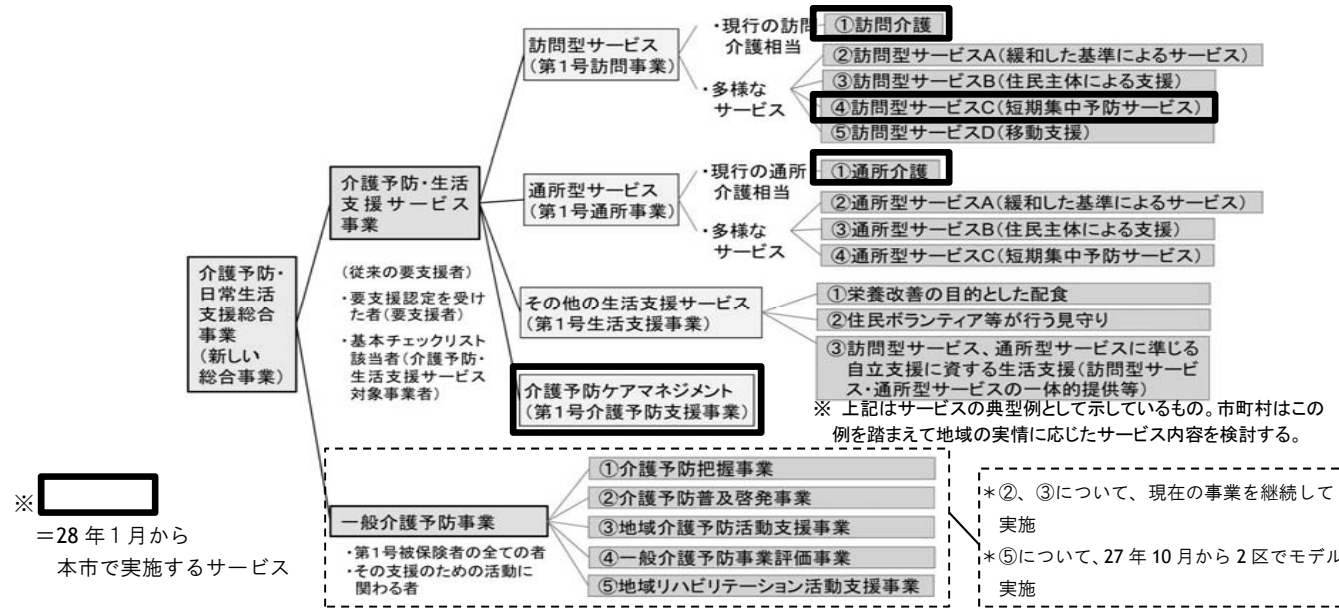 介護予防・
日常生活
支援総合
事業
(新しい
総合事業)
介護予防・生活
支援サービス
事業
(従来の要支援者)
・要支援認定を受け
た者(要支援者)
・基本チェックリスト
該当者(介護予防・
生活支援サービス
対象事業者)
訪問型サービス
(第1号訪問事業)
・現行の訪問
介護相当
①訪問介護
・多様な
サービス
②訪問型サービスA(緩和した基準によるサービス)
③訪問型サービスB(住民主体による支援)
④訪問型サービスC(短期集中予防サービス)
⑤訪問型サービスD(移動支援)
通所型サービス
(第1号通所事業)
・現行の通所
介護相当
①通所介護
・多様な
サービス
②通所型サービスA(緩和した基準によるサービス)
③通所型サービスB(住民主体による支援)
④通所型サービスC(短期集中予防サービス)
その他の生活支援サービス
(第1号生活支援事業)
①栄養改善の目的とした配食
②住民ボランティア等が行う見守り
③訪問型サービス、通所型サービスに準じる
自立支援に資する生活支援(訪問型サービ
ス・通所型サービスの一体的提供等)
介護予防ケアマネジメント
(第1号介護予防支援事業)
※ 上記はサービスの典型例として示しているもの。市町村はこの
例を踏まえて地域の実情に応じたサービス内容を検討する。
一般介護予防事業
・第1号被保険者の全ての者
・その支援のための活動に
関わる者
①介護予防把握事業
②介護予防普及啓発事業
③地域介護予防活動支援事業
④一般介護予防事業評価事業
⑤地域リハビリテーション活動支援事業
＊②、③について、現在の事業を継続して
実施
＊⑤について、27年10月から2区でモデル
実施
※
＝28年1月から
本市で実施するサービス